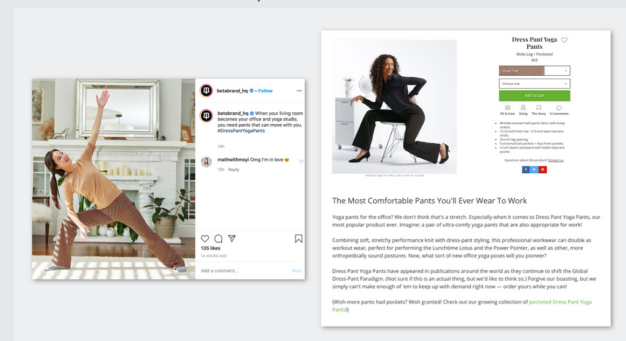 betabrand_hq • Follow
betabrand_hq When your living room
becomes your office and yoga studio,
you need pants that can move with you.
#DressPantYogaPants
mathwithmsyi Omg I'm in love
Reply
135 likes
Add a comment...
Post
Dress Pant Yoga
Pants
Wide-Leg • Pocketed
Add To Cart
The Most Comfortable Pants You'll Ever Wear To Work
Yoga pants for the office? We don't think that's a stretch. Especially when it comes to Dress Pant Yoga Pants, our
most popular product ever. Imagine: a pair of ultra-comfy yoga pants that are also appropriate for work!
Combining soft, stretchy performance knit with dress-pant styling, this professional workwear can double as
workout wear, perfect for performing the Lunchtime Lotus and the Power Pointer, as well as other, more
orthopedically sound postures. Now, what sort of new office yoga poses will you pioneer?
Dress Pant Yoga Pants have appeared in publications around the world as they continue to shift the Global
Dress-Pant Paradigm. (Not sure if this is an actual thing, but we'd like to think so.) Forgive our boasting, but we
simply can't make enough of 'em to keep up with demand right now — order yours while you can!
(Wish more pants had pockets? Wish granted! Check out our growing collection of pocketed Dress Pant Yoga
Pants!)